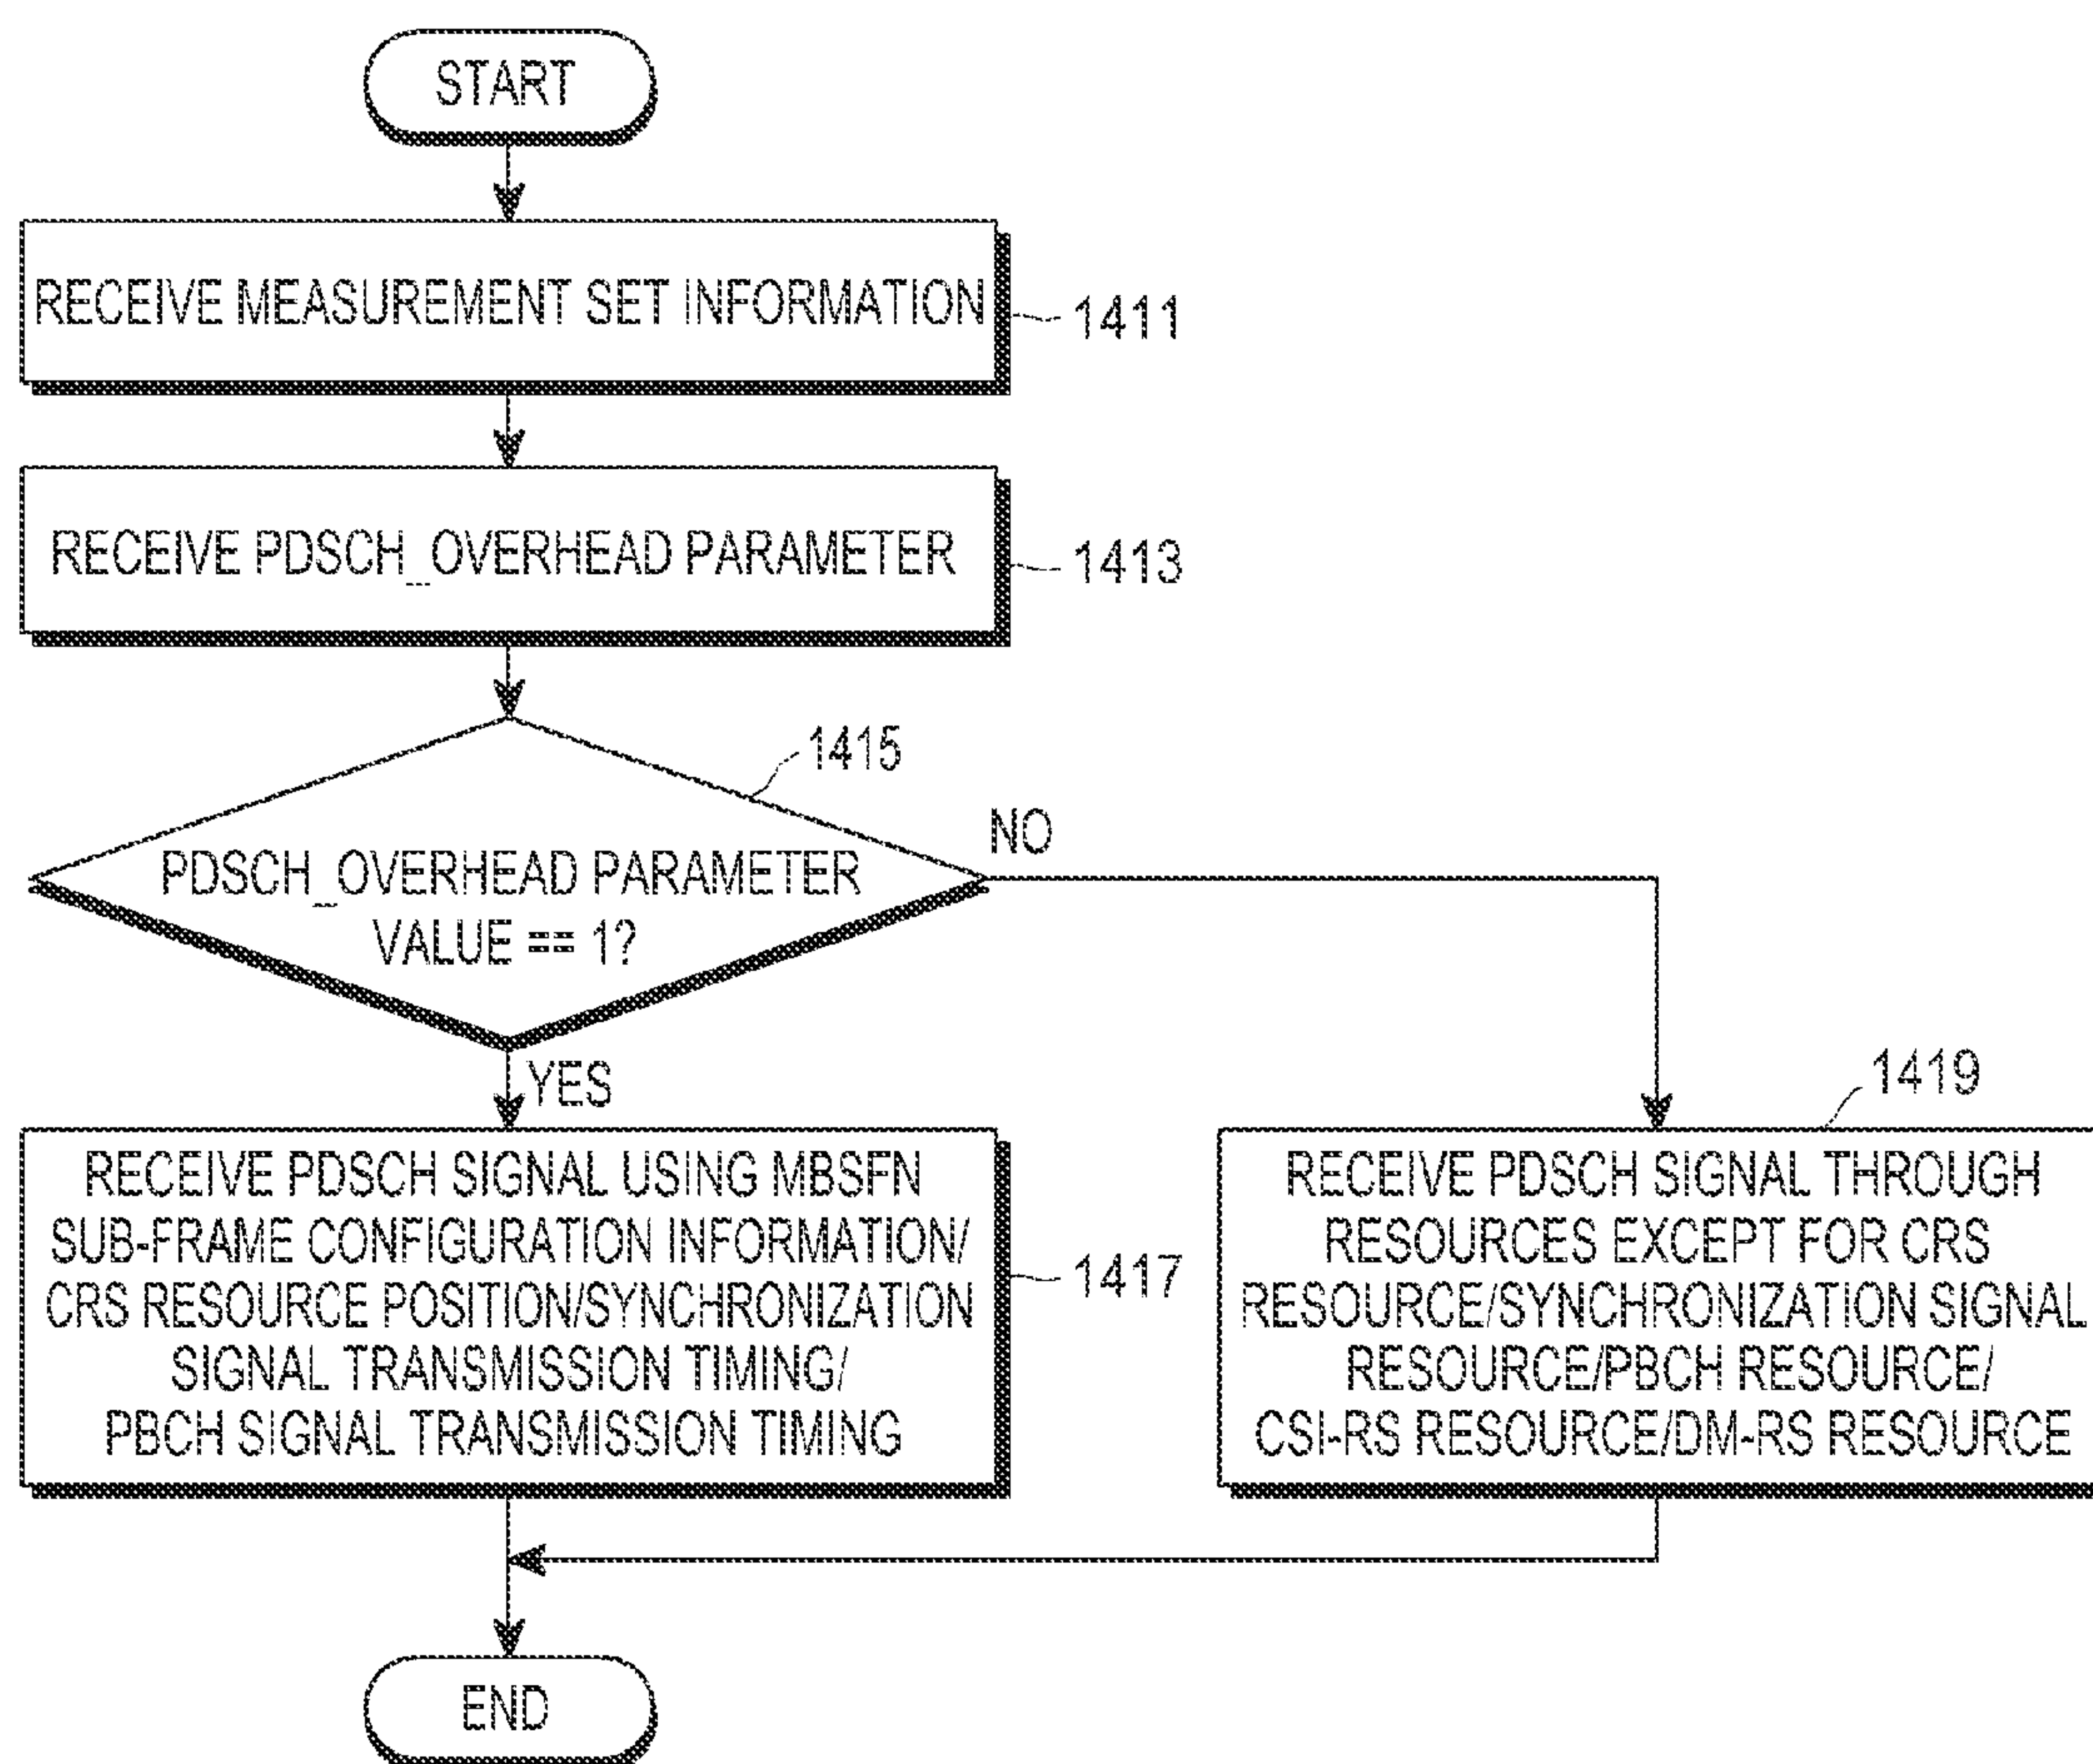 START
RECEIVE MEASUREMENT SET INFORMATION
1411
RECEIVE PDSCH_OVERHEAD PARAMETER
1413
1415
PDSCH_OVERHEAD PARAMETER
VALUE == 1?
NO
YES
RECEIVE PDSCH SIGNAL USING MBSFN
SUB-FRAME CONFIGURATION INFORMATION/
CRS RESOURCE POSITION/SYNCHRONIZATION
SIGNAL TRANSMISSION TIMING/
PBCH SIGNAL TRANSMISSION TIMING
1417
1419
RECEIVE PDSCH SIGNAL THROUGH
RESOURCES EXCEPT FOR CRS
RESOURCE/SYNCHRONIZATION SIGNAL
RESOURCE/PBCH RESOURCE/
CSI-RS RESOURCE/DM-RS RESOURCE
END